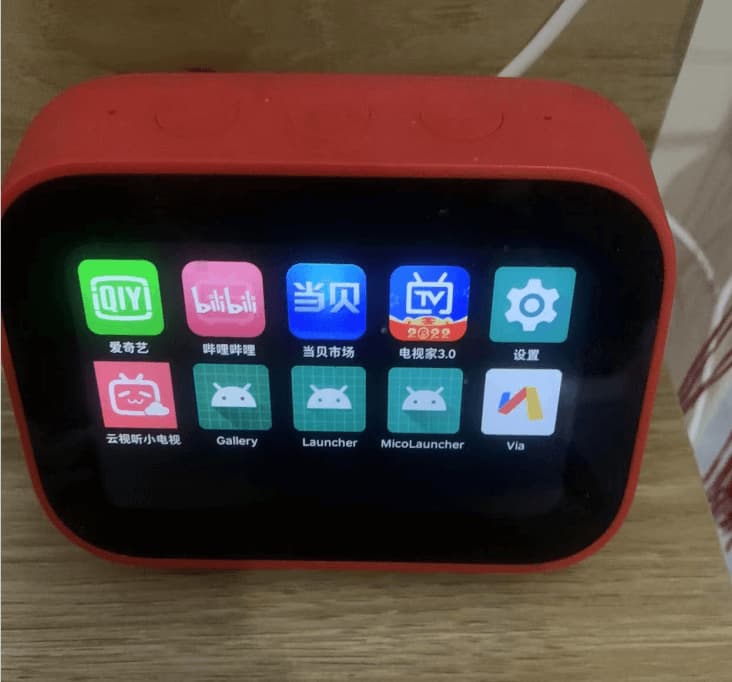 QIY
bilibili
当贝
TV
2022
爱奇艺
哔哩哔哩
当贝市场
电视家3.0
设置
云视听小电视
Gallery
Launcher
MicoLauncher
Via